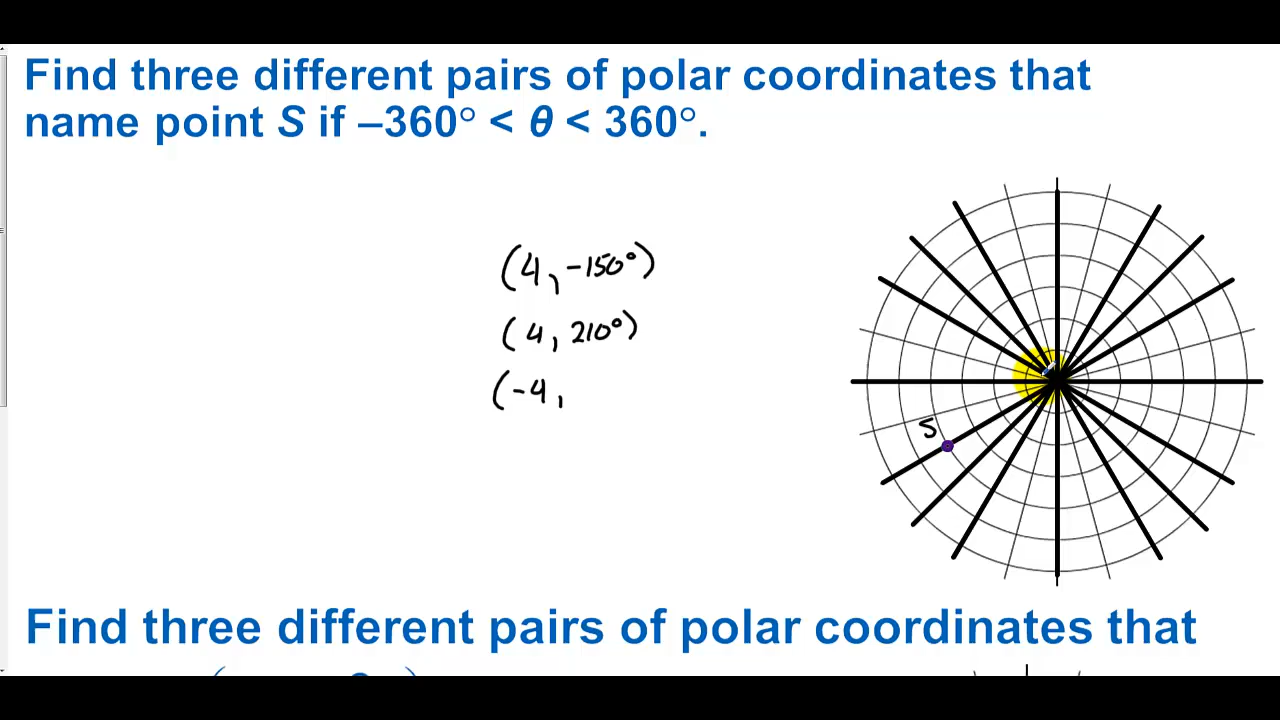 Find three different pairs of polar coordinates that
name point S if –360° < θ < 360°.
(4, -150°)
(4, 210°)
(-4,
S
Find three different pairs of polar coordinates that